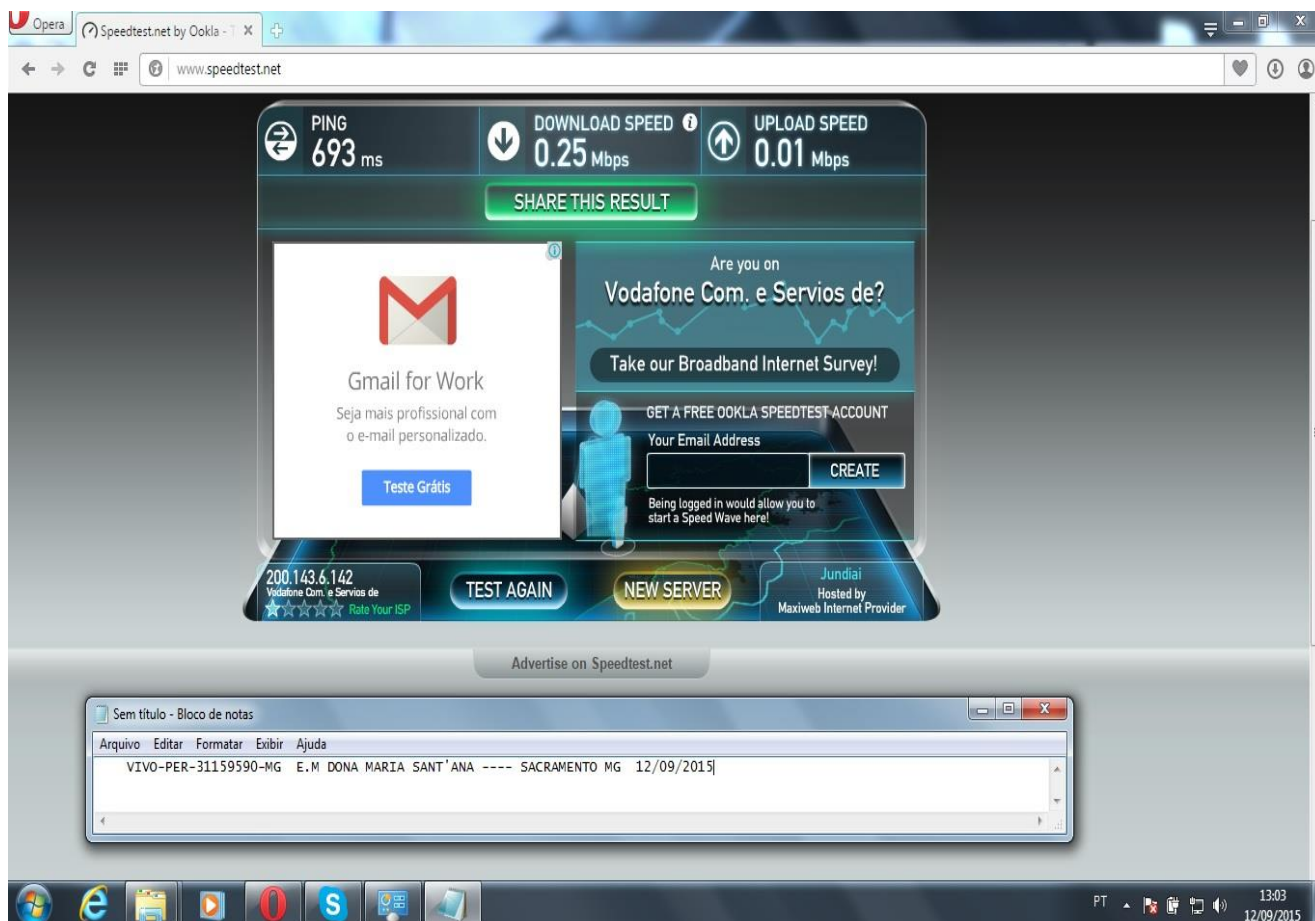 Opera
Speedtest.net by Ookla - T
www.speedtest.net
PING
693 ms
DOWNLOAD SPEED
0.25 Mbps
UPLOAD SPEED
0.01 Mbps
SHARE THIS RESULT
Gmail for Work
Seja mais profissional com
o e-mail personalizado.
Teste Grátis
Are you on
Vodafone Com. e Servios de?
Take our Broadband Internet Survey!
GET A FREE OOKLA SPEEDTEST ACCOUNT
Your Email Address
CREATE
Being logged in would allow you to
start a Speed Wave here!
200.143.6.142
Vodafone Com. e Servios de
Rate Your ISP
TEST AGAIN
NEW SERVER
Jundiai
Hosted by
Maxiweb Internet Provider
Advertise on Speedtest.net
Sem título - Bloco de notas
Arquivo Editar Formatar Exibir Ajuda
VIVO-PER-31159590-MG E.M DONA MARIA SANT'ANA ---- SACRAMENTO MG 12/09/2015
PT
13:03
12/09/2015